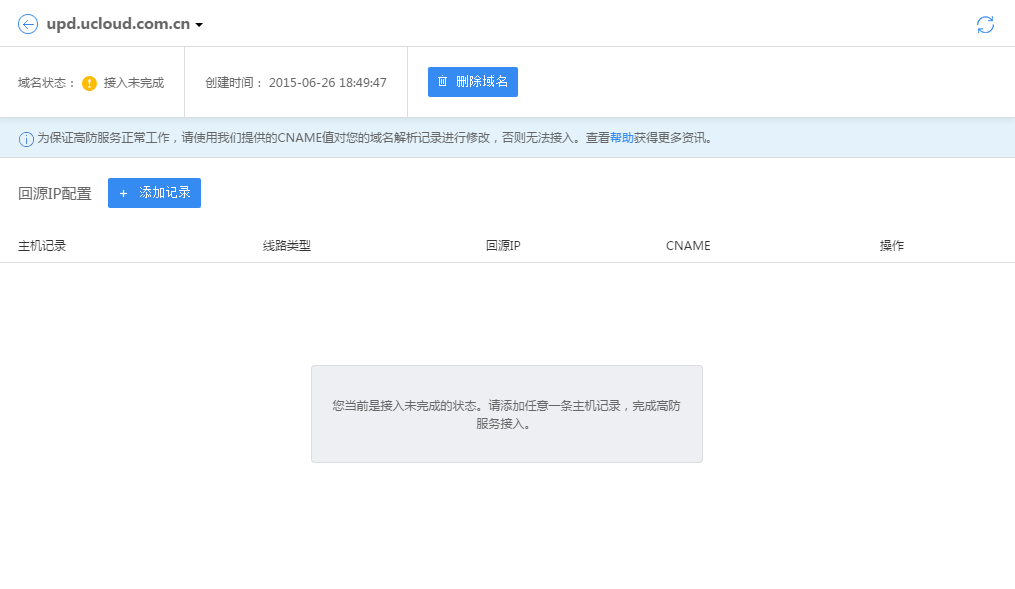 upd.ucloud.com.cn
域名状态： 接入未完成
创建时间： 2015-06-26 18:49:47
删除域名
为保证高防服务正常工作，请使用我们提供的CNAME值对您的域名解析记录进行修改，否则无法接入。查看帮助获得更多资讯。
回源IP配置
+ 添加记录
主机记录 线路类型 回源IP CNAME 操作
您当前是接入未完成的状态。请添加任意一条主机记录，完成高防
服务接入。